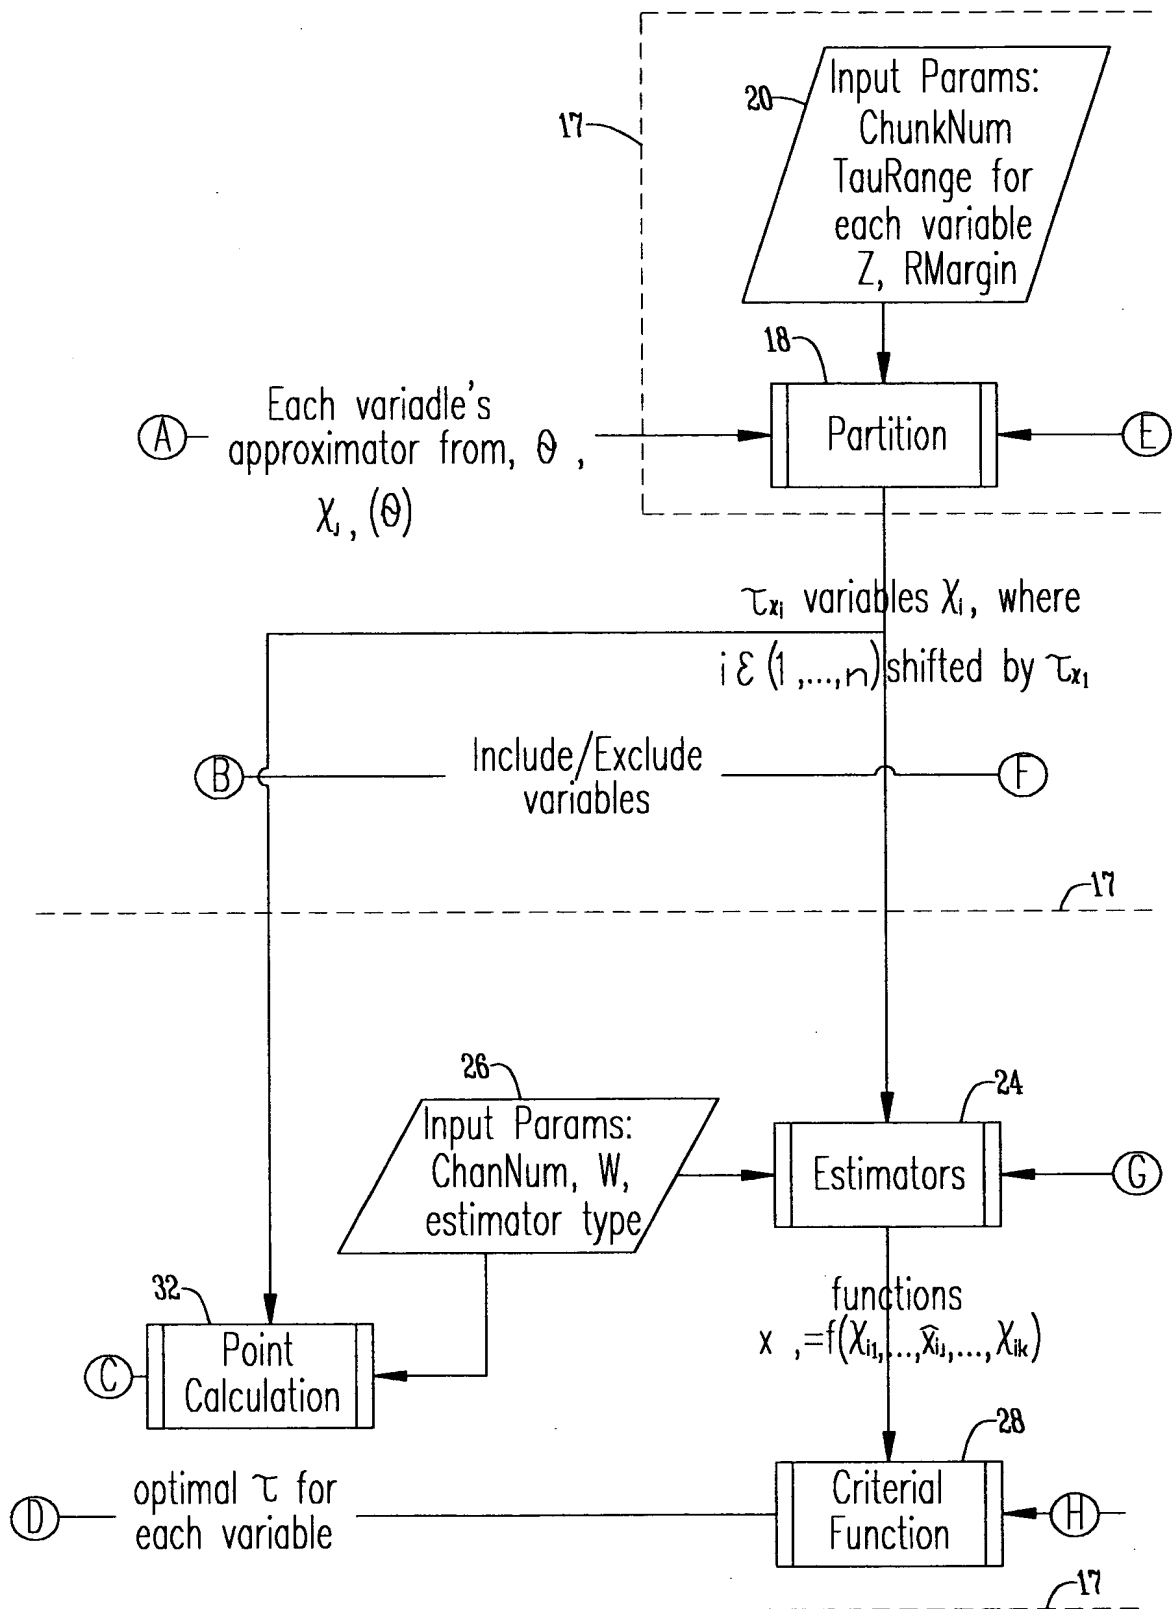 20
Input Params:
ChunkNum
TauRange for
each variable
Z, RMargin
17
18
Partition
A
Each variadle's
approximator from, θ ,
χⱼ, (θ)
E
τxi variables χi, where
i ε (1 ,...,n) shifted by τx1
B
Include/Exclude
variables
F
17
26
Input Params:
ChanNum, W,
estimator type
24
Estimators
G
32
Point
Calculation
C
functions
x ,=f(χi1,...,x̂ij,...,χik)
28
Criterial
Function
H
D
optimal τ for
each variable
17